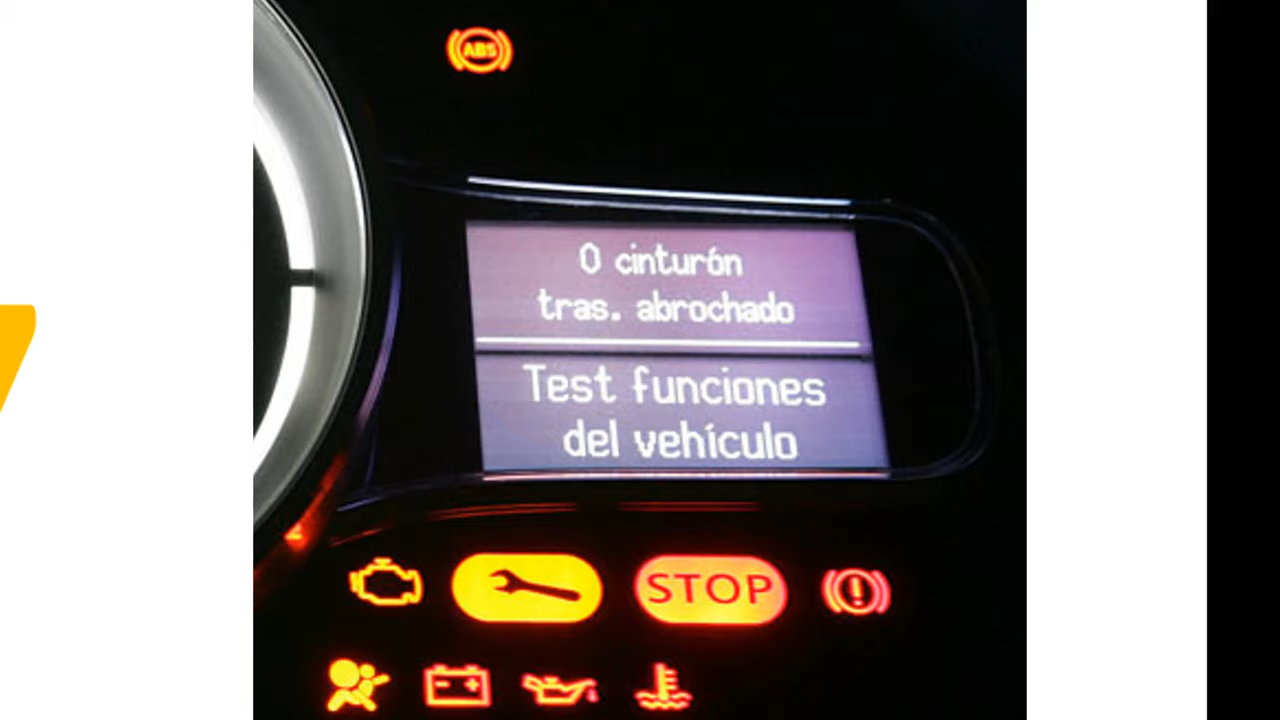 ABS
0 cinturón
tras. abrochado
Test funciones
del vehículo
STOP